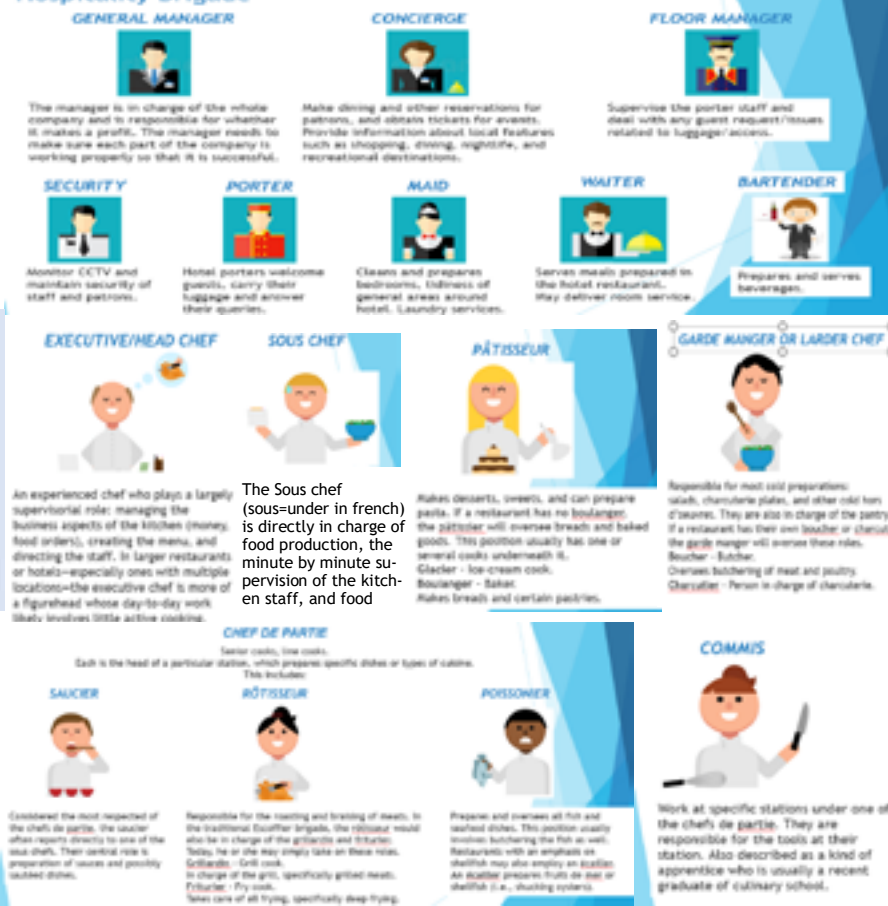 Hospitality Brigade
GENERAL MANAGER
The manager is in charge of the whole
company and is responsible for whether
it makes a profit. The manager needs to
make sure each part of the company is
working properly so that it is successful.
CONCIERGE
Make dining and other reservations for
patrons, and obtain tickets for events.
Provide information about local features
such as shopping, dining, nightlife, and
recreational destinations.
FLOOR MANAGER
Supervise the porter staff and
deal with any guest request/issues
related to luggage/access.
SECURITY
Monitor CCTV and
maintain security of
staff and patrons.
PORTER
Hotel porters welcome
guests, carry their
luggage and answer
their queries.
MAID
Cleans and prepares
bedrooms, tidiness of
general areas around
hotel. Laundry services.
WAITER
Serves meals prepared in
the hotel restaurant.
May deliver room service.
BARTENDER
Prepares and serves
beverages.
EXECUTIVE/HEAD CHEF
An experienced chef who plays a largely
supervisorial role: managing the
business aspects of the kitchen (money,
food orders), creating the menu, and
directing the staff. In larger restaurants
or hotels—especially ones with multiple
locations—the executive chef is more of
a figurehead whose day-to-day work
likely involves little active cooking.
SOUS CHEF
The Sous chef
(sous=under in french)
is directly in charge of
food production, the
minute by minute su-
pervision of the kitch-
en staff, and food
PÂTISSEUR
Makes desserts, sweets, and can prepare
pasta. If a restaurant has no boulanger,
the pâtissier will oversee breads and baked
goods. This position usually has one or
several cooks underneath it.
Glacier - Ice-cream cook.
Boulanger - Baker.
Makes breads and certain pastries.
GARDE MANGER OR LARDER CHEF
Responsible for most cold preparations:
salads, charcuterie plates, and other cold hors
d'oeuvres. They are also in charge of the pantry.
If a restaurant has their own boucher or charcut
the garde manger will oversee these roles.
Boucher - Butcher.
Oversees butchering of meat and poultry.
Charcutier - Person in charge of charcuterie.
CHEF DE PARTIE
Senior cooks, line cooks.
Each is the head of a particular station, which prepares specific dishes or types of cuisine.
This includes:
SAUCIER
Considered the most respected of
the chefs de partie, the saucier
often reports directly to one of the
sous chefs. Their central role is
preparation of sauces and possibly
sautéed dishes.
RÔTISSEUR
Responsible for the roasting and braising of meats. In
the traditional Escoffier brigade, the rôtisseur would
also be in charge of the grillardin and friturier.
Today, he or she may simply take on these roles.
Grillardin - Grill cook.
In charge of the grill, specifically grilled meats.
Friturier - Fry cook.
Takes care of all frying, specifically deep frying.
POISSONIER
Prepares and oversees all fish and
seafood dishes. This position usually
involves butchering the fish as well.
Restaurants with an emphasis on
shellfish may also employ an écailler.
An écailler prepares fruits de mer or
shellfish (i.e., shucking oysters).
COMMIS
Work at specific stations under one of
the chefs de partie. They are
responsible for the tools at their
station. Also described as a kind of
apprentice who is usually a recent
graduate of culinary school.